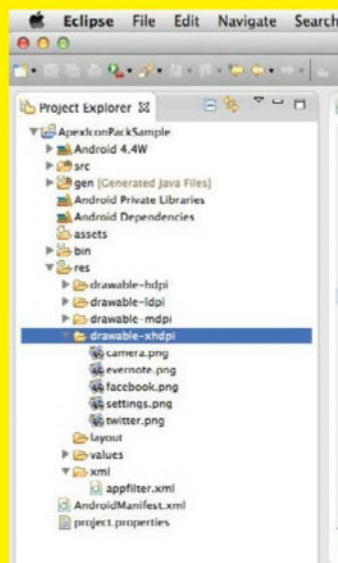 Eclipse File Edit Navigate Search
Project Explorer
ApexIconPackSample
Android 4.4W
src
gen [Generated Java Files]
Android Private Libraries
Android Dependencies
assets
bin
res
drawable-hdpi
drawable-ldpi
drawable-mdpi
drawable-xhdpi
camera.png
evernote.png
facebook.png
settings.png
twitter.png
layout
values
xml
appfilter.xml
AndroidManifest.xml
project.properties